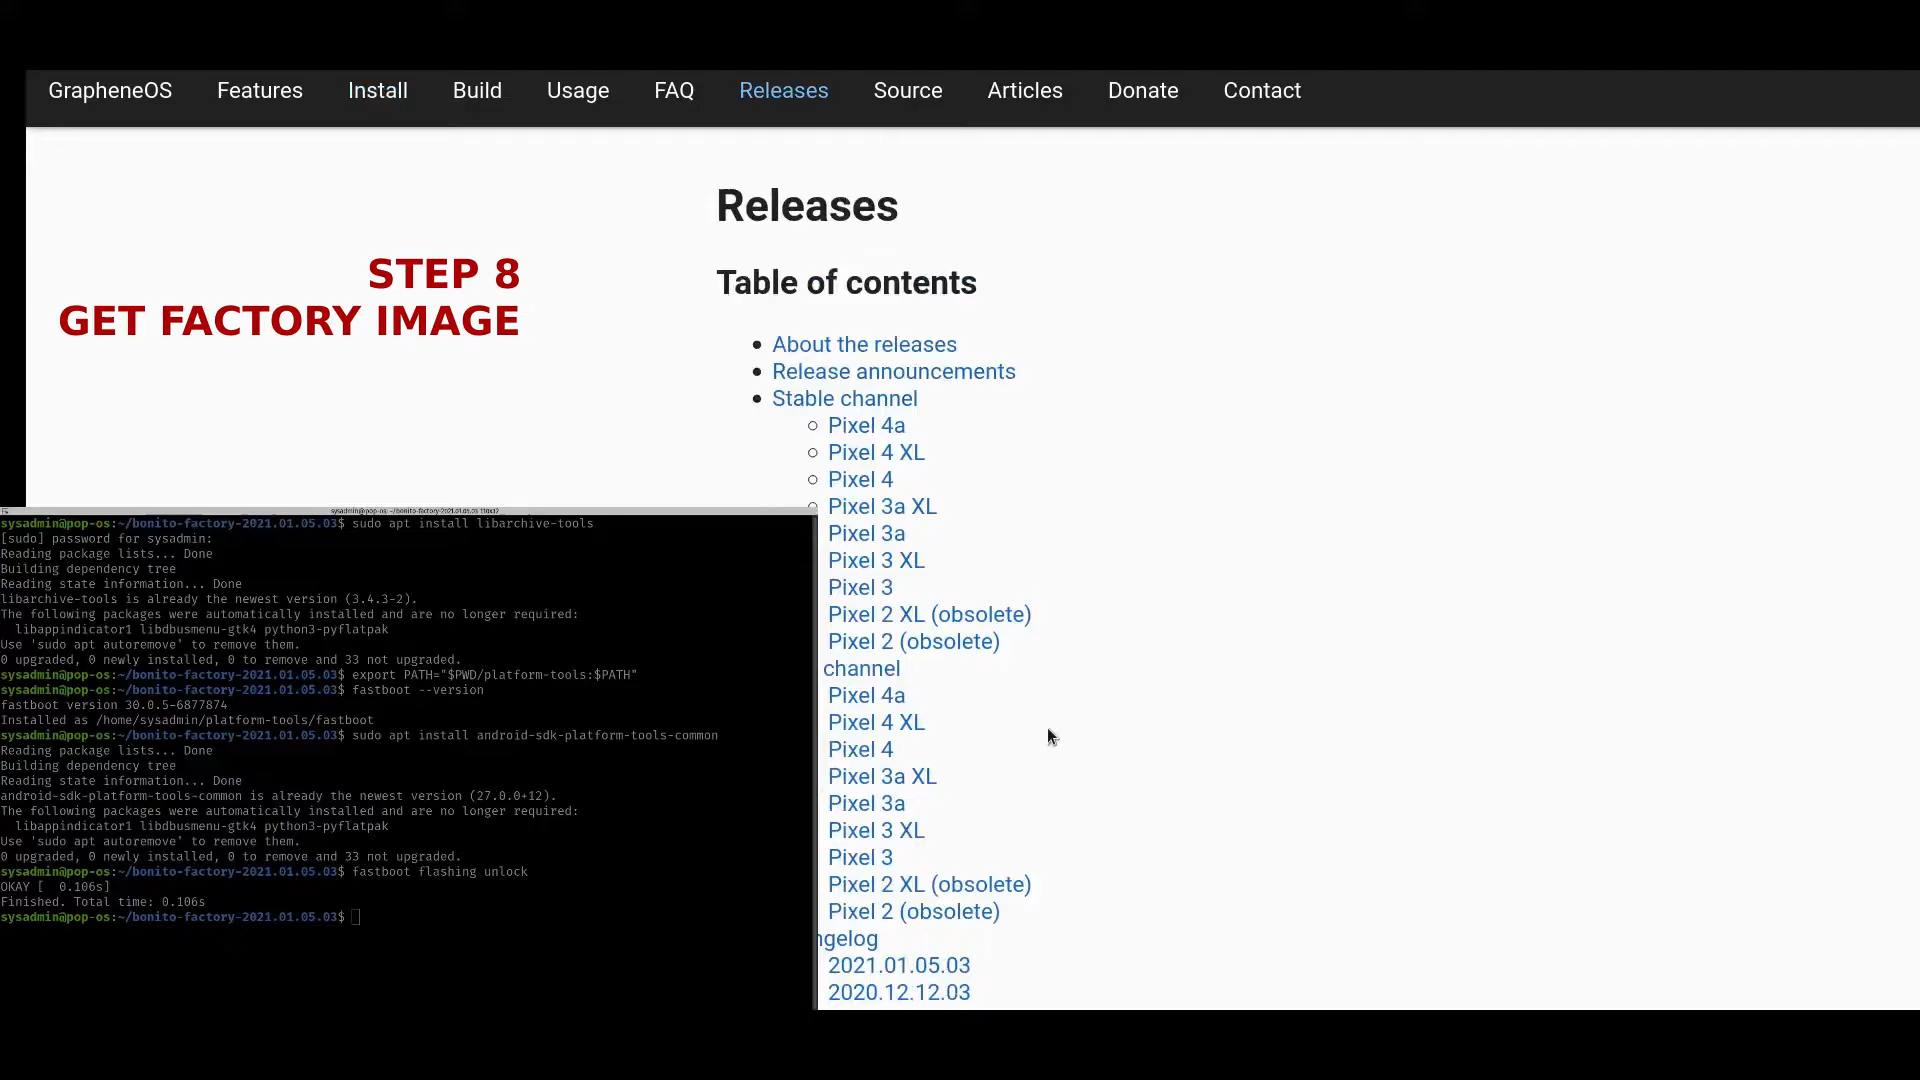 GrapheneOS Features Install Build Usage FAQ Releases Source Articles Donate Contact
STEP 8
GET FACTORY IMAGE
Releases
Table of contents
About the releases
Release announcements
Stable channel
Pixel 4a
Pixel 4 XL
Pixel 4
Pixel 3a XL
Pixel 3a
Pixel 3 XL
Pixel 3
Pixel 2 XL (obsolete)
Pixel 2 (obsolete)
channel
Pixel 4a
Pixel 4 XL
Pixel 4
Pixel 3a XL
Pixel 3a
Pixel 3 XL
Pixel 3
Pixel 2 XL (obsolete)
Pixel 2 (obsolete)
ngelog
2021.01.05.03
2020.12.12.03
sysadmin@pop-os: ~/bonito-factory-2021.01.05.03 110x32
sysadmin@pop-os:~/bonito-factory-2021.01.05.03$ sudo apt install libarchive-tools
[sudo] password for sysadmin:
Reading package lists... Done
Building dependency tree
Reading state information... Done
libarchive-tools is already the newest version (3.4.3-2).
The following packages were automatically installed and are no longer required:
libappindicator1 libdbusmenu-gtk4 python3-pyflatpak
Use 'sudo apt autoremove' to remove them.
0 upgraded, 0 newly installed, 0 to remove and 33 not upgraded.
sysadmin@pop-os:~/bonito-factory-2021.01.05.03$ export PATH="$PWD/platform-tools:$PATH"
sysadmin@pop-os:~/bonito-factory-2021.01.05.03$ fastboot --version
fastboot version 30.0.5-6877874
Installed as /home/sysadmin/platform-tools/fastboot
sysadmin@pop-os:~/bonito-factory-2021.01.05.03$ sudo apt install android-sdk-platform-tools-common
Reading package lists... Done
Building dependency tree
Reading state information... Done
android-sdk-platform-tools-common is already the newest version (27.0.0+12).
The following packages were automatically installed and are no longer required:
libappindicator1 libdbusmenu-gtk4 python3-pyflatpak
Use 'sudo apt autoremove' to remove them.
0 upgraded, 0 newly installed, 0 to remove and 33 not upgraded.
sysadmin@pop-os:~/bonito-factory-2021.01.05.03$ fastboot flashing unlock
OKAY [  0.106s]
Finished. Total time: 0.106s
sysadmin@pop-os:~/bonito-factory-2021.01.05.03$